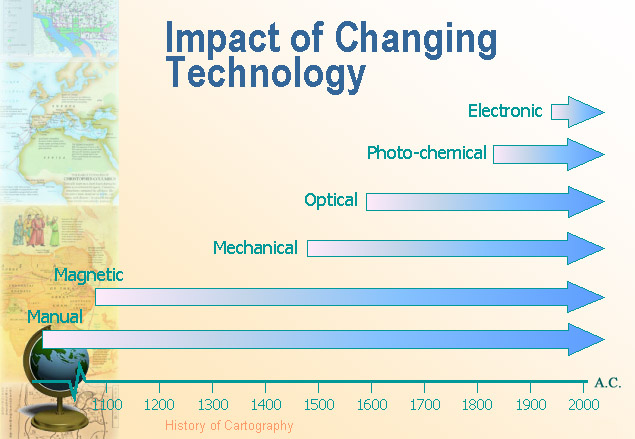 Impact of Changing
Technology
Electronic
Photo-chemical
Optical
Mechanical
Magnetic
Manual
A.C.
1100 1200 1300 1400 1500 1600 1700 1800 1900 2000
History of Cartography